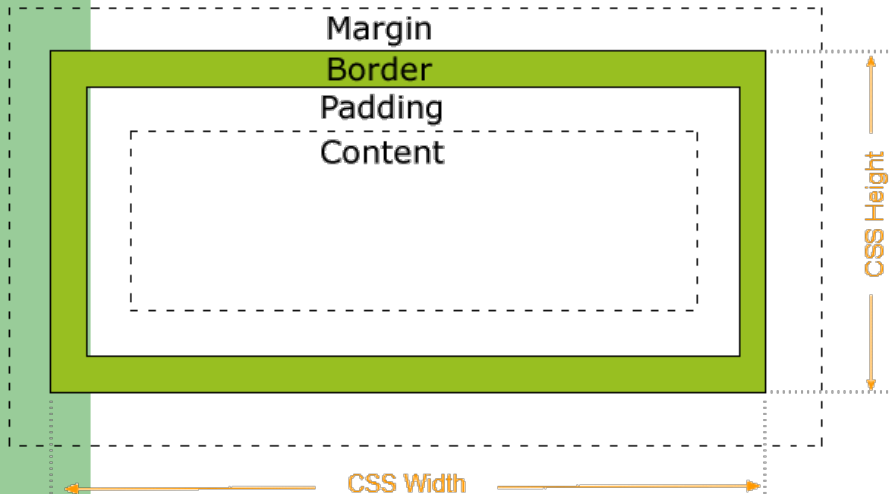 Margin
Border
Padding
Content
CSS Height
CSS Width